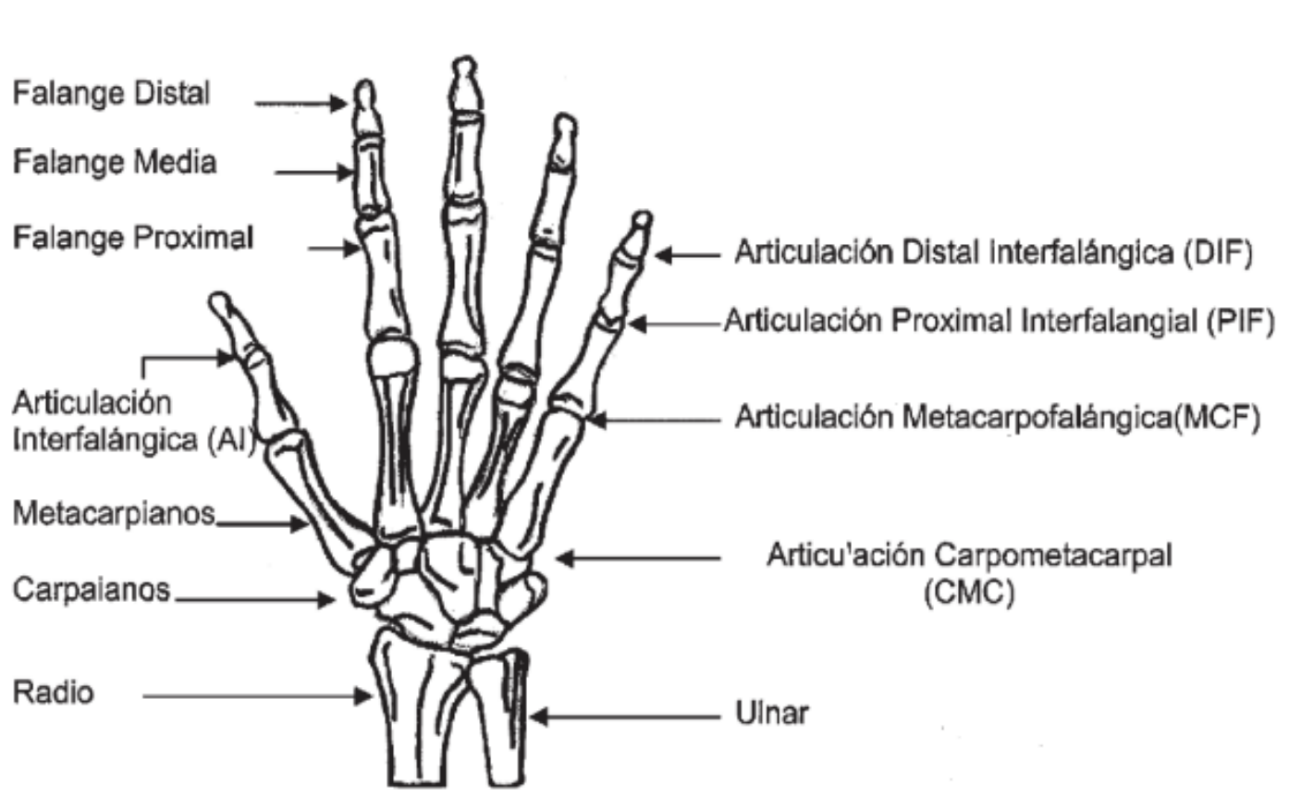 Falange Distal
Falange Media
Falange Proximal
Articulación
Interfalángica (AI)
Metacarpianos
Carpaianos
Radio
Articulación Distal Interfalángica (DIF)
Articulación Proximal Interfalangial (PIF)
Articulación Metacarpofalángica(MCF)
Articu'ación Carpometacarpal
(CMC)
Ulnar